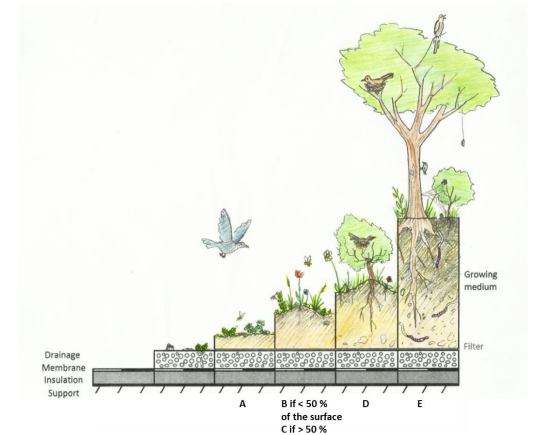 Growing
medium
Filter
Drainage
Membrane
Insulation
Support
A
B if < 50 %
of the surface
C if > 50 %
D
E